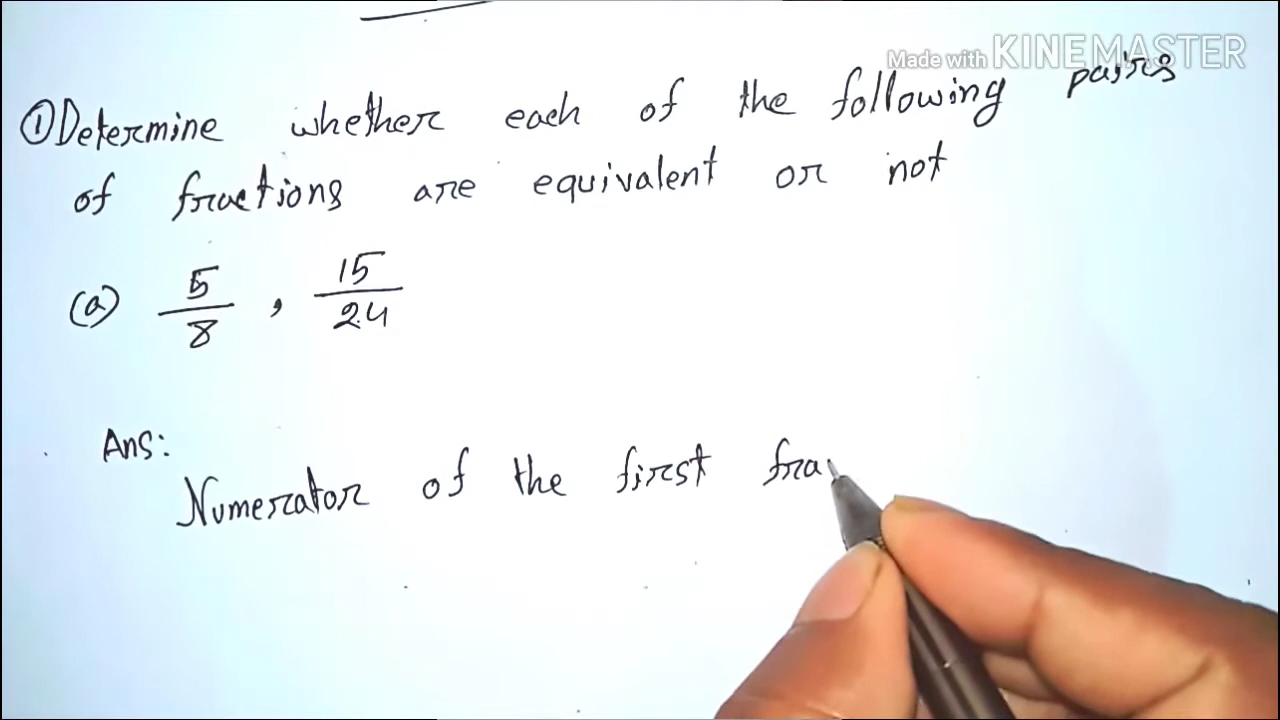 Made with KINEMASTER
① Determine whether each of the following pairs
of fractions are equivalent or not
(a) 5/8 , 15/24
Ans:
Numerator of the first fra